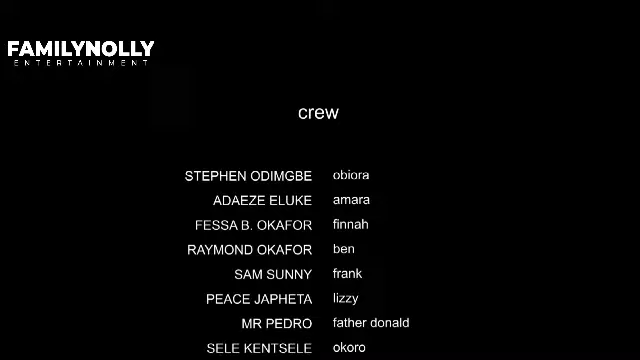 FAMILYNOLLY
ENTERTAINMENT
crew
STEPHEN ODIMGBE obiora
ADAEZE ELUKE amara
FESSA B. OKAFOR finnah
RAYMOND OKAFOR ben
SAM SUNNY frank
PEACE JAPHETA lizzy
MR PEDRO father donald
SELE KENTSELE okoro